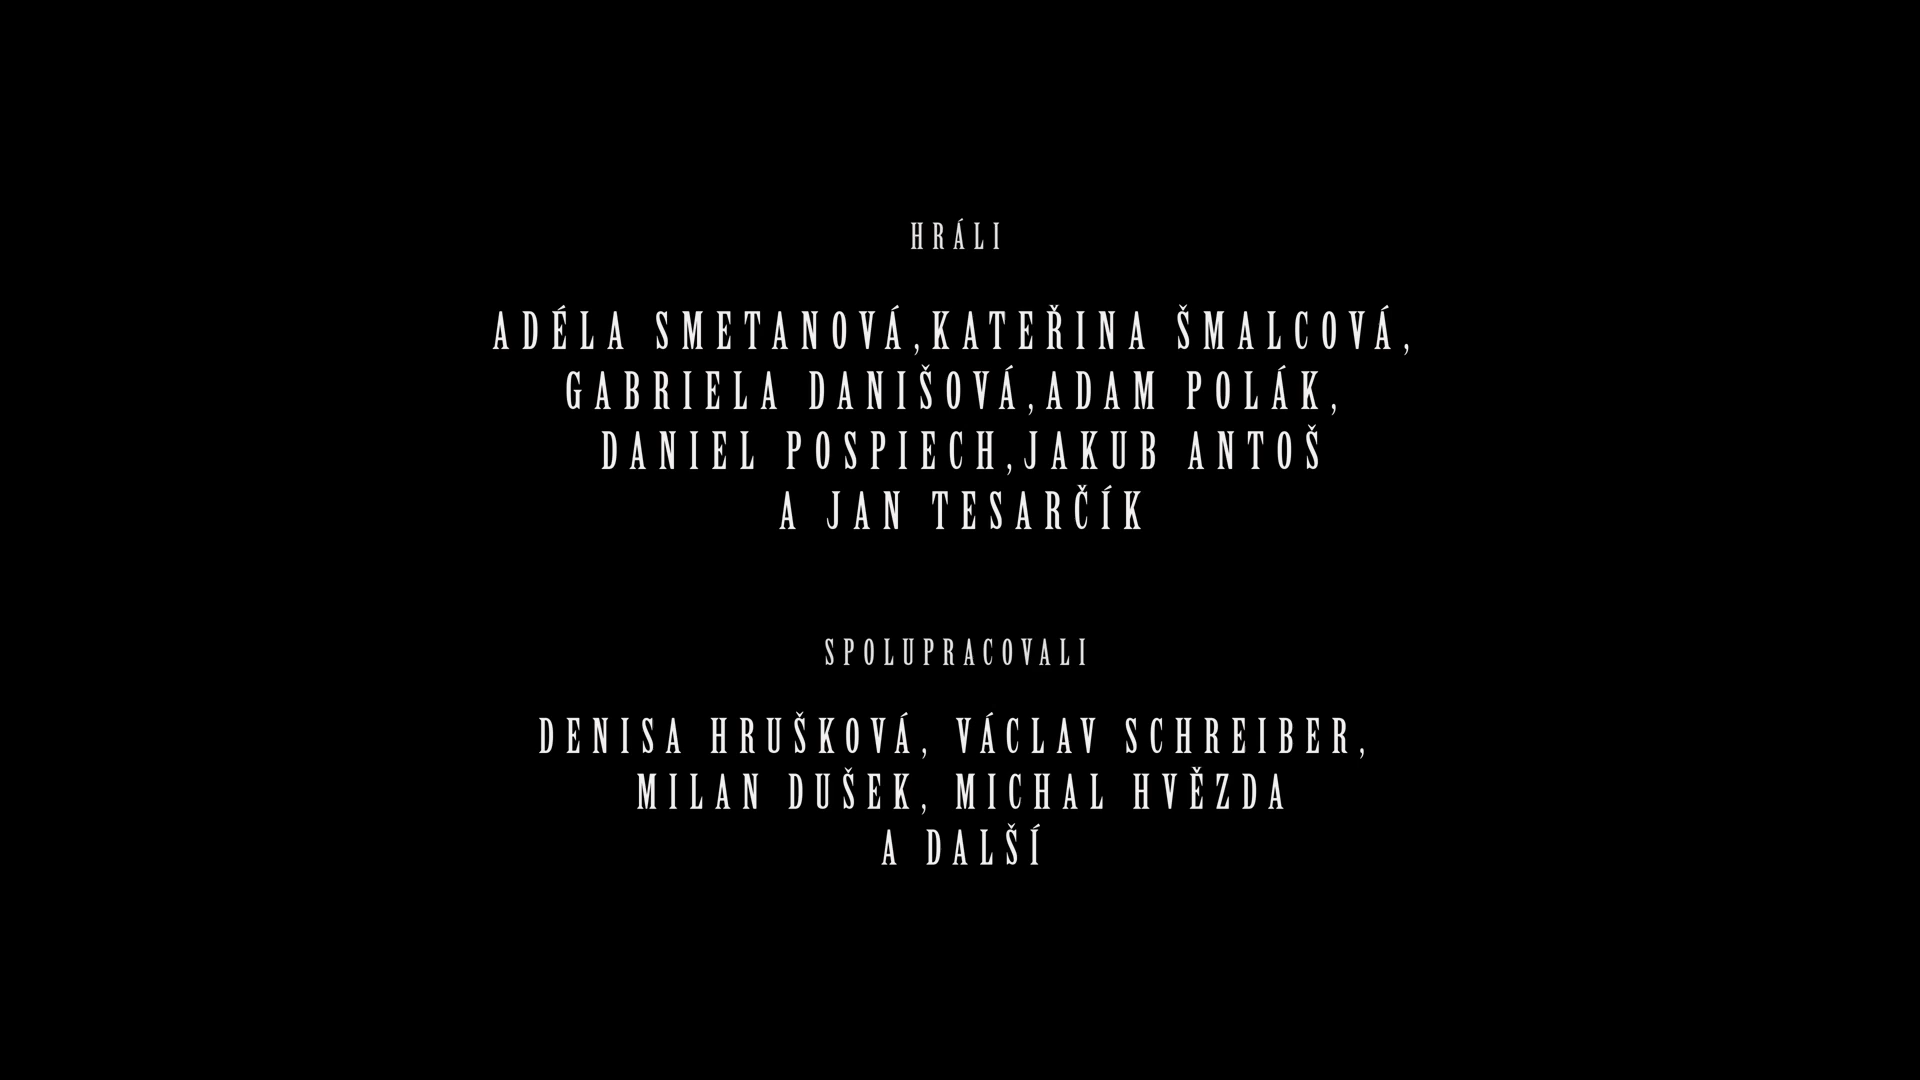 HRÁLI
ADÉLA SMETANOVÁ,KATEŘINA ŠMALCOVÁ,
GABRIELA DANIŠOVÁ,ADAM POLÁK,
DANIEL POSPIECH,JAKUB ANTOŠ
A JAN TESARČÍK
SPOLUPRACOVALI
DENISA HRUŠKOVÁ, VÁCLAV SCHREIBER,
MILAN DUŠEK, MICHAL HVĚZDA
A DALŠÍ